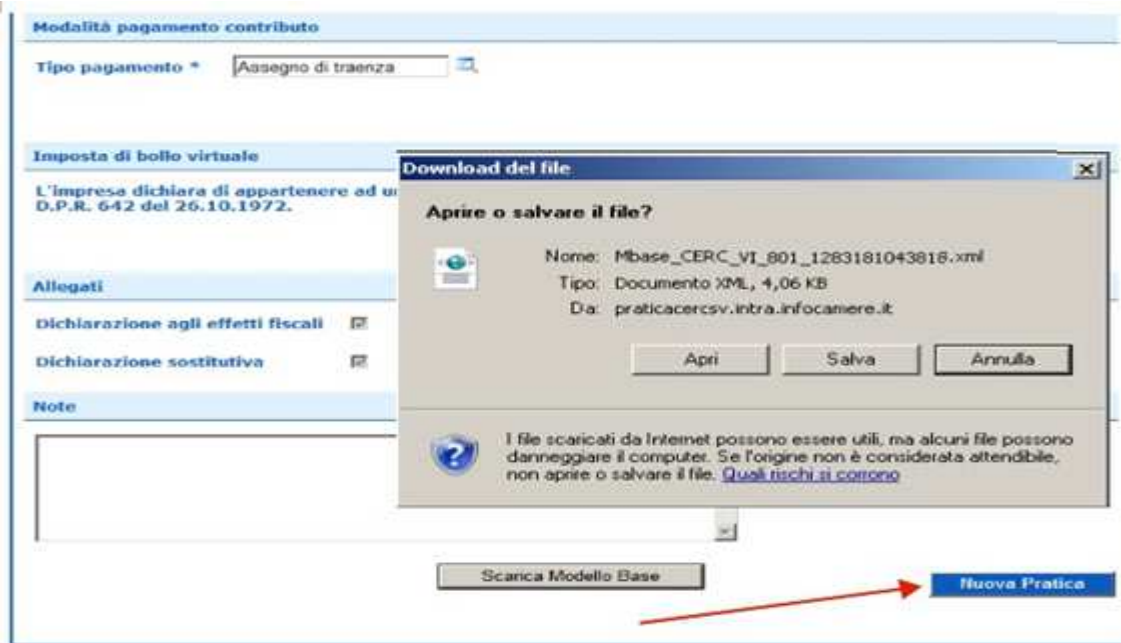 Modalità pagamento contributo
Tipo pagamento * Assegno di traenza
Imposta di bollo virtuale
L'impresa dichiara di appartenere ad
D.P.R. 642 del 26.10.1972.
Allegati
Dichiarazione agli effetti fiscali
Dichiarazione sostitutiva
Note
Download del file
Aprire o salvare il file?
Nome: Mbase_CERC_VI_801_1283181043818.xml
Tipo: Documento XML, 4,06 KB
Da: praticacercsv.intra.infocamere.it
Apri Salva Annulla
I file scaricati da Internet possono essere utili, ma alcuni file possono
danneggiare il computer. Se l'origine non è considerata attendibile,
non aprire o salvare il file. Quali rischi si corrono
Scarica Modello Base
Nuova Pratica